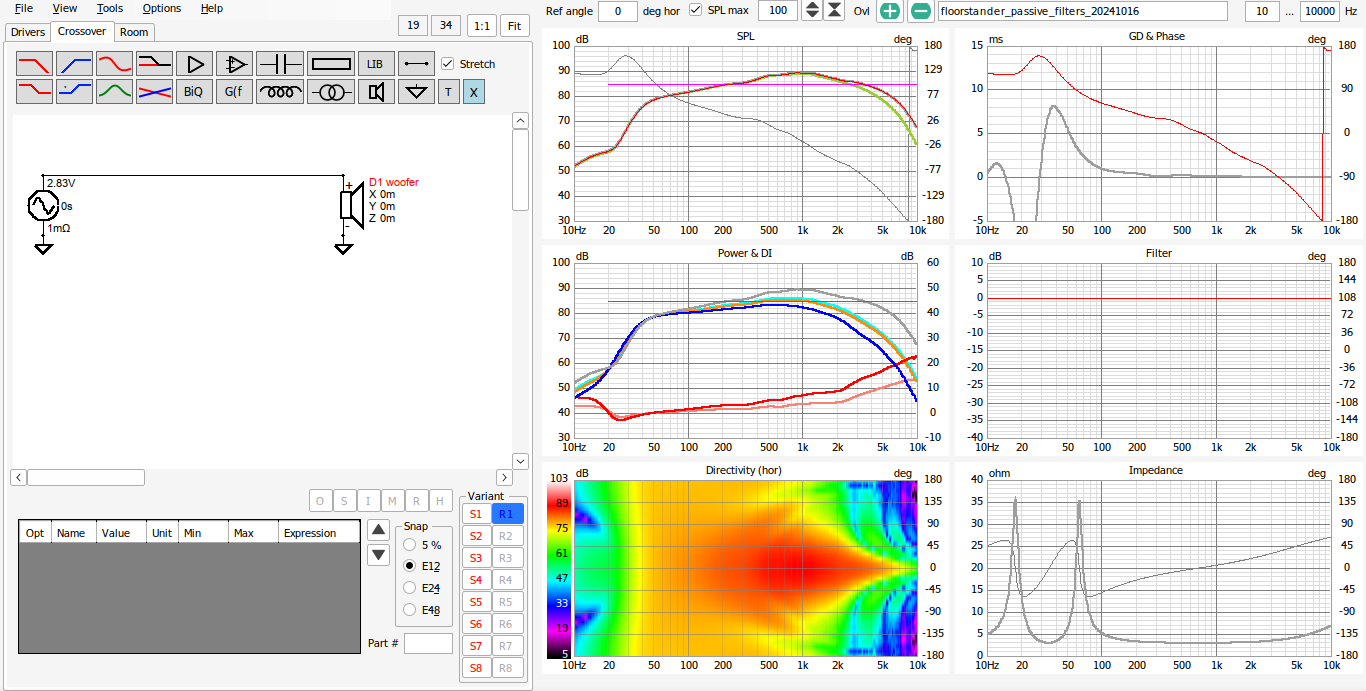 File View Tools Options Help
Drivers Crossover Room
19 34 1:1 Fit
LIB Stretch
BiQ G(f T X
2.83V
0s
1mΩ
+
-
D1 woofer
X 0m
Y 0m
Z 0m
O S I M R H
Opt Name Value Unit Min Max Expression
Snap
5 %
E12
E24
E48
Part #
Variant
S1 R1
S2 R2
S3 R3
S4 R4
S5 R5
S6 R6
S7 R7
S8 R8
Ref angle 0 deg hor SPL max 100 Ovl floorstander_passive_filters_20241016 10 ... 10000 Hz
dB SPL deg
100 90 80 70 60 50 40 30
180 129 77 26 -26 -77 -129 -180
10Hz 20 50 100 200 500 1k 2k 5k 10k
ms GD & Phase deg
15 10 5 0 -5
180 90 0 -90 -180
10Hz 20 50 100 200 500 1k 2k 5k 10k
dB Power & DI dB
100 90 80 70 60 50 40 30
60 50 40 30 20 10 0 -10
10Hz 20 50 100 200 500 1k 2k 5k 10k
dB Filter deg
10 5 0 -5 -10 -15 -20 -25 -30 -35 -40
180 144 108 72 36 0 -36 -72 -108 -144 -180
10Hz 20 50 100 200 500 1k 2k 5k 10k
dB Directivity (hor) deg
103 89 75 61 47 33 19 5
180 135 90 45 0 -45 -90 -135 -180
10Hz 20 50 100 200 500 1k 2k 5k 10k
ohm Impedance deg
40 35 30 25 20 15 10 5 0
180 135 90 45 0 -45 -90 -135 -180
10Hz 20 50 100 200 500 1k 2k 5k 10k